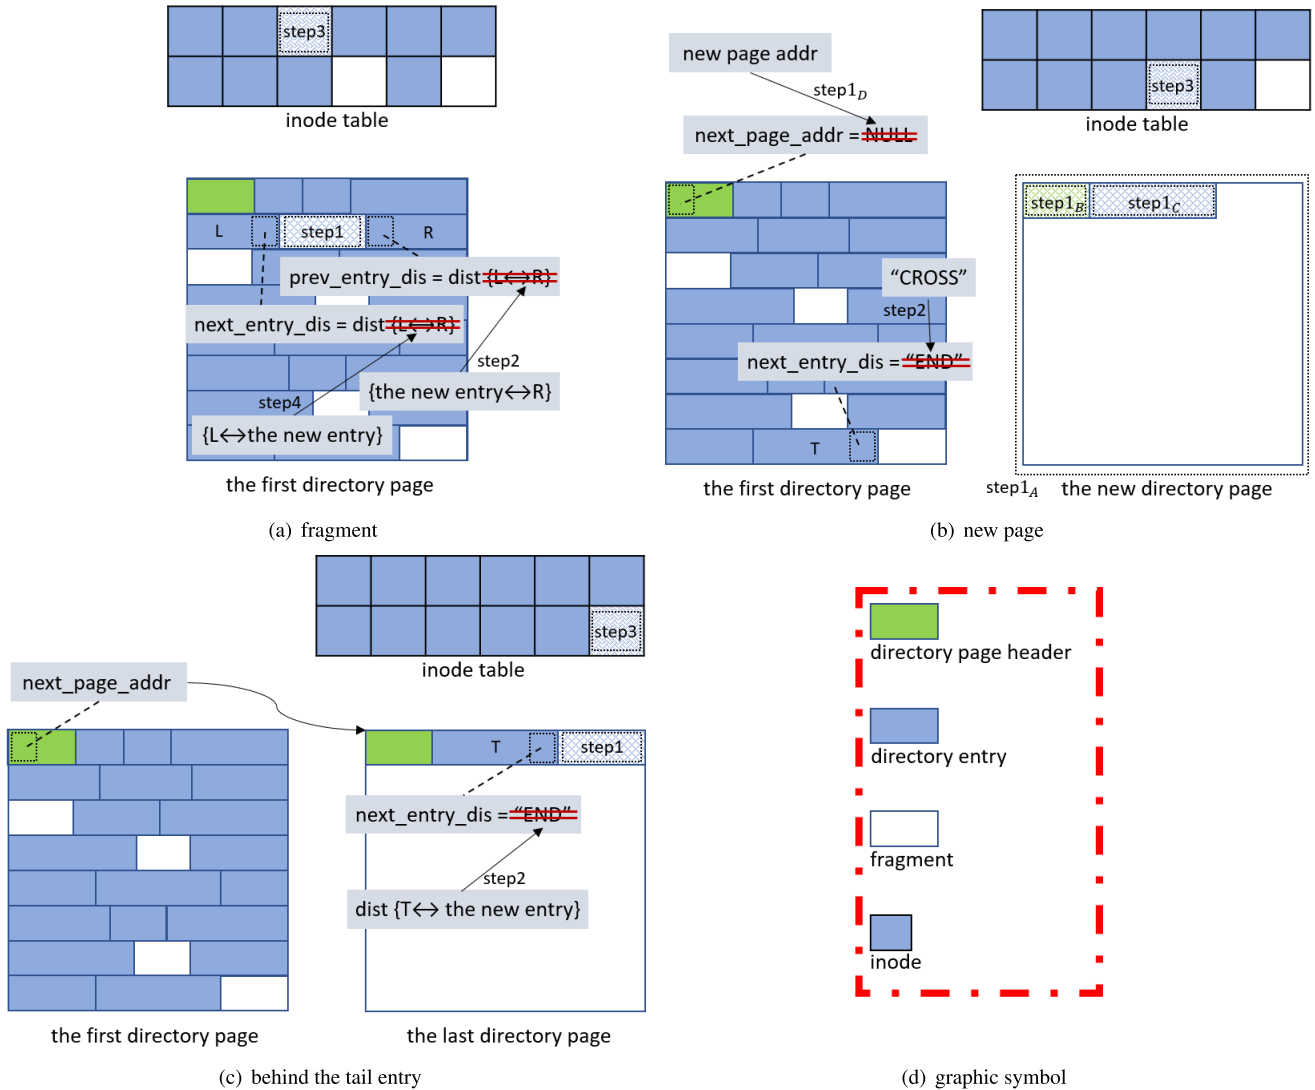 step3
inode table
L
step1
R
prev_entry_dis = dist {L↔R}
next_entry_dis = dist {L↔R}
step2
{the new entry↔R}
step4
{L↔the new entry}
the first directory page
(a) fragment
new page addr
step1D
next_page_addr = NULL
step3
inode table
step1B
step1C
“CROSS”
step2
next_entry_dis = “END”
T
the first directory page
step1A
the new directory page
(b) new page
step3
inode table
next_page_addr
T
step1
next_entry_dis = “END”
step2
dist {T↔ the new entry}
the first directory page
the last directory page
(c) behind the tail entry
directory page header
directory entry
fragment
inode
(d) graphic symbol